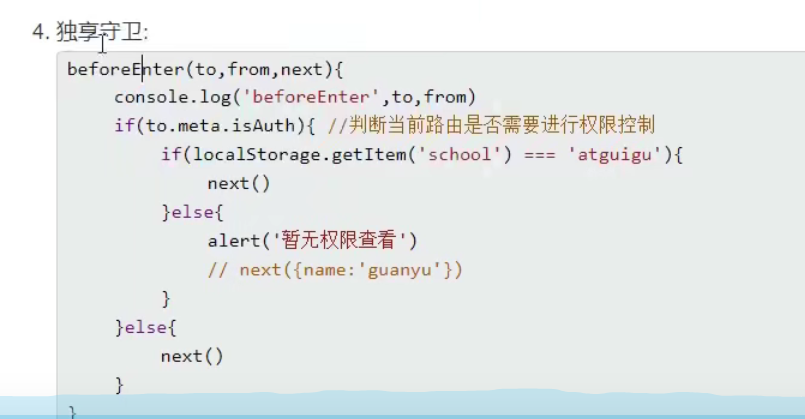 4. 独享守卫:
beforeEnter(to,from,next){
    console.log('beforeEnter',to,from)
    if(to.meta.isAuth){ //判断当前路由是否需要进行权限控制
        if(localStorage.getItem('school') === 'atguigu'){
            next()
        }else{
            alert('暂无权限查看')
            // next({name:'guanyu'})
        }
    }else{
        next()
    }
}